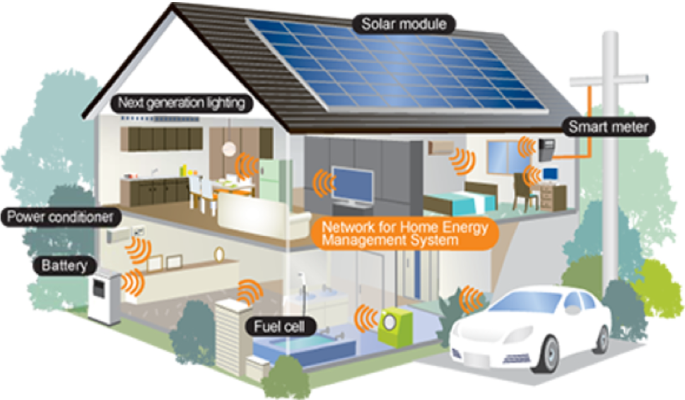 Solar module
Next generation lighting
Smart meter
Power conditioner
Network for Home Energy
Management System
Battery
Fuel cell